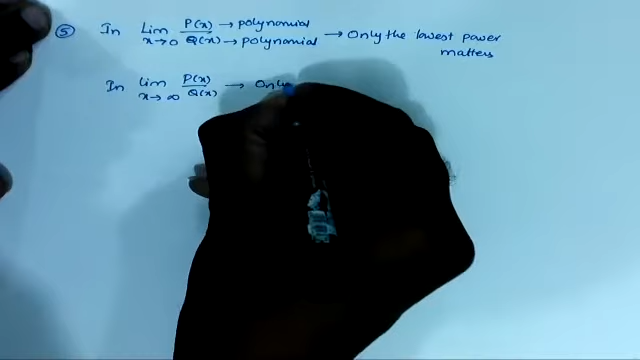 ⑤ In Lim x→0 P(x)/Q(x) → polynomial → polynomial → Only the lowest power
matters
In Lim x→∞ P(x)/Q(x) → Only